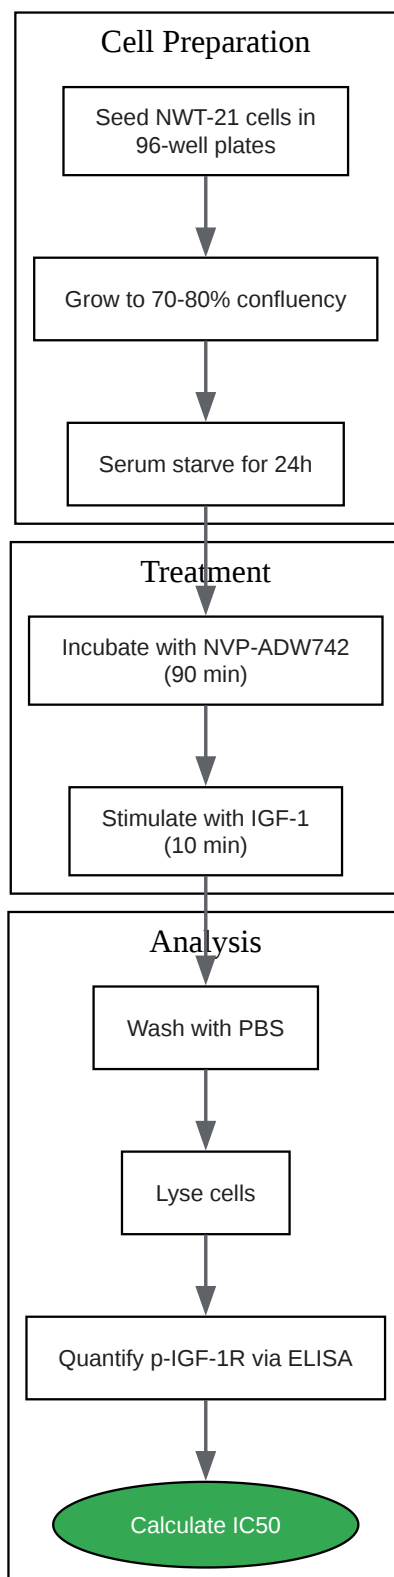 Cell Preparation
Seed NWT-21 cells in
96-well plates
Grow to 70-80% confluency
Serum starve for 24h
Treatment
Incubate with NVP-ADW742
(90 min)
Stimulate with IGF-1
(10 min)
Analysis
Wash with PBS
Lyse cells
Quantify p-IGF-1R via ELISA
Calculate IC50